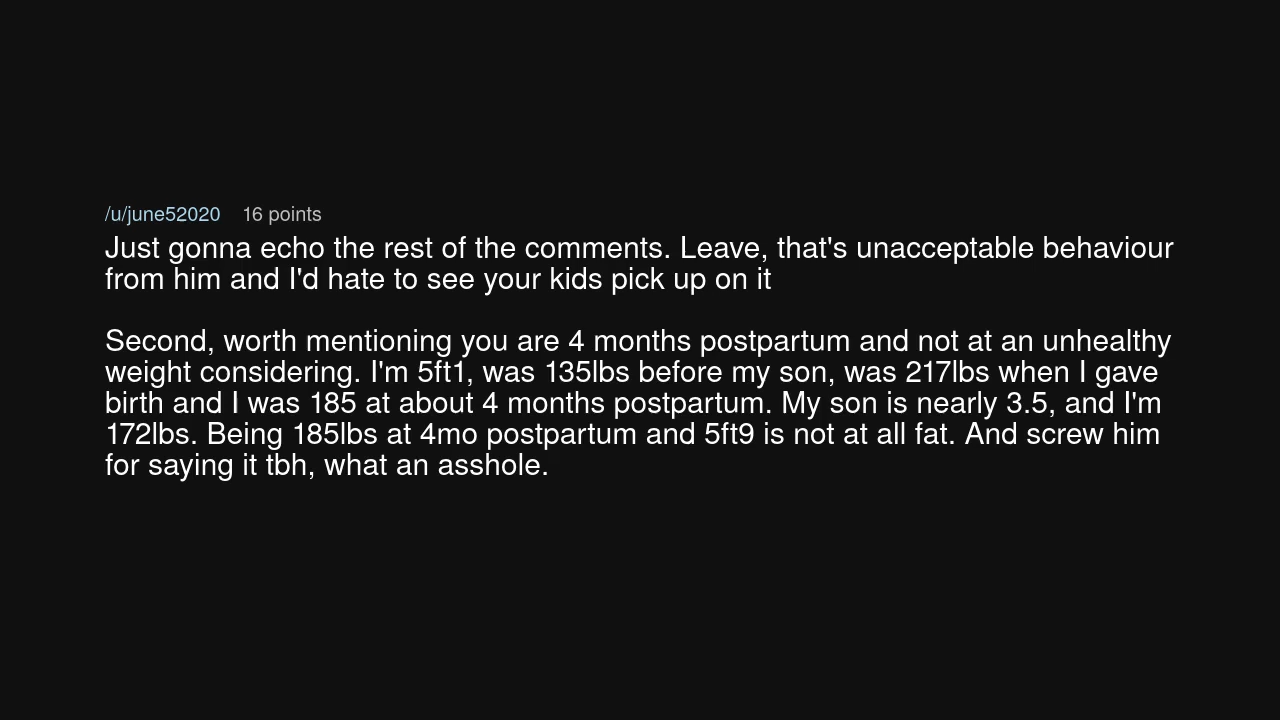 /u/june52020 16 points
Just gonna echo the rest of the comments. Leave, that's unacceptable behaviour
from him and I'd hate to see your kids pick up on it
Second, worth mentioning you are 4 months postpartum and not at an unhealthy
weight considering. I'm 5ft1, was 135lbs before my son, was 217lbs when I gave
birth and I was 185 at about 4 months postpartum. My son is nearly 3.5, and I'm
172lbs. Being 185lbs at 4mo postpartum and 5ft9 is not at all fat. And screw him
for saying it tbh, what an asshole.